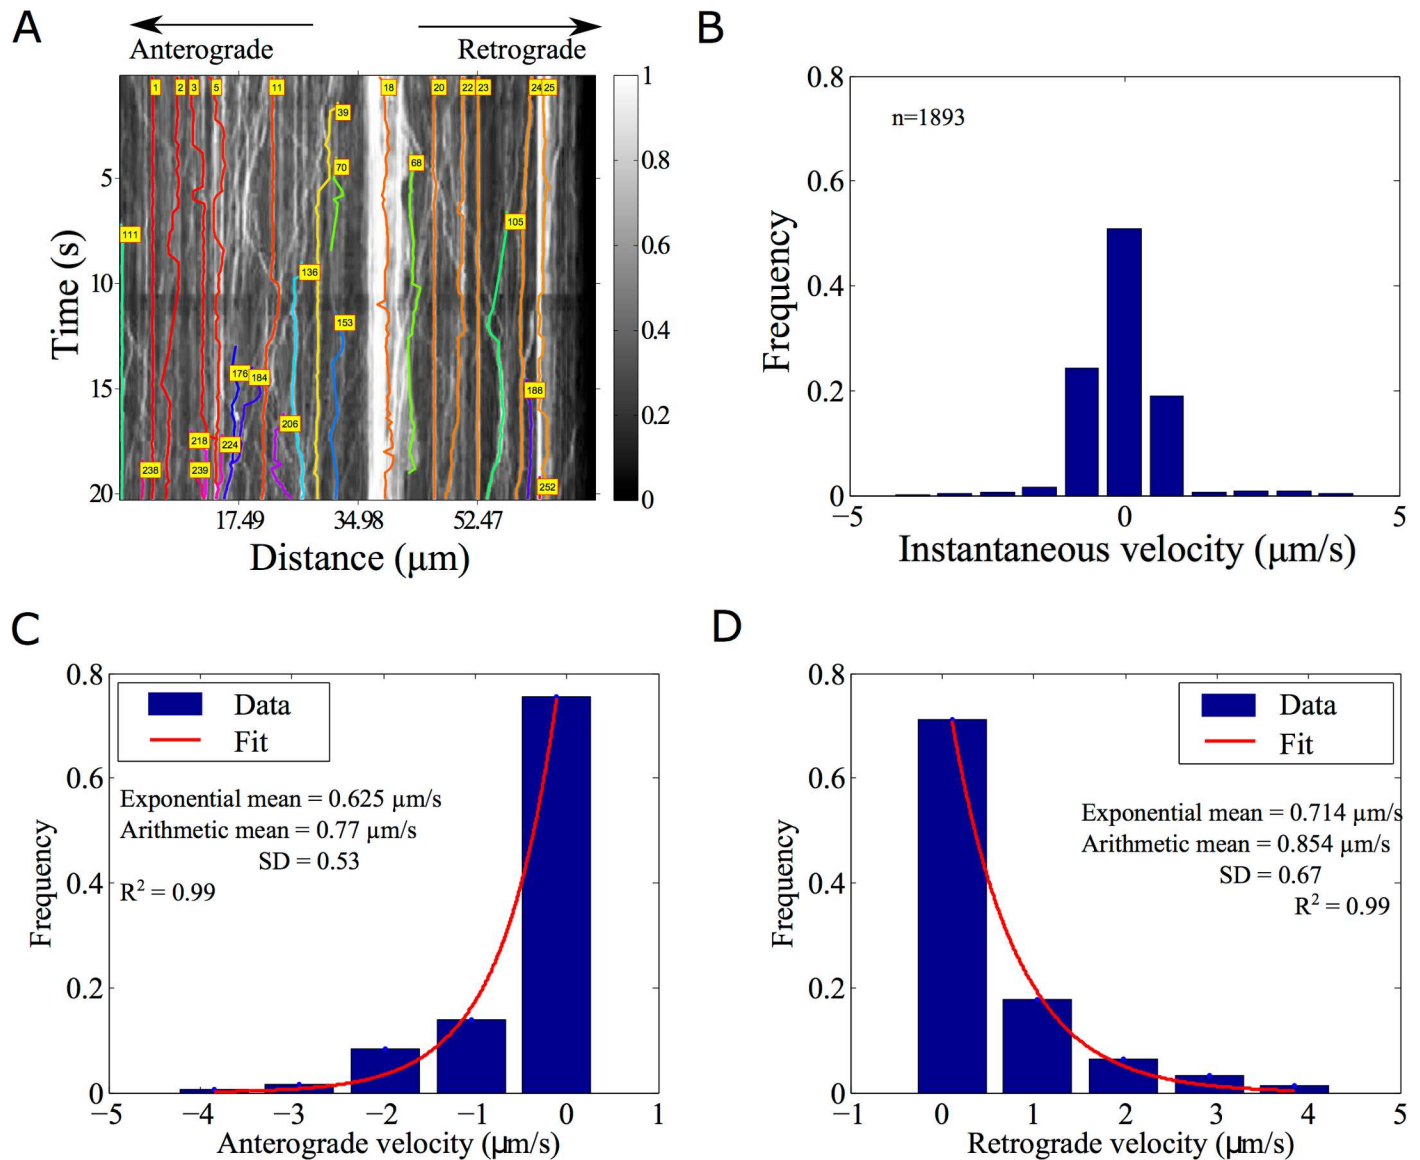 A
Anterograde
Retrograde
1 2 3 5 11 18 20 22 23 24 25
39
70
68
105
111
136
153
176
184
188
206
218
224
238
239
252
5
10
15
20
Time (s)
17.49 34.98 52.47
Distance (μm)
1
0.8
0.6
0.4
0.2
0
B
n=1893
0.8
0.6
0.4
0.2
0
Frequency
−5 0 5
Instantaneous velocity (μm/s)
C
Data
Fit
Exponential mean = 0.625 μm/s
Arithmetic mean = 0.77 μm/s
SD = 0.53
R² = 0.99
0.8
0.6
0.4
0.2
0
Frequency
−5 −4 −3 −2 −1 0 1
Anterograde velocity (μm/s)
D
Data
Fit
Exponential mean = 0.714 μm/s
Arithmetic mean = 0.854 μm/s
SD = 0.67
R² = 0.99
0.8
0.6
0.4
0.2
0
Frequency
−1 0 1 2 3 4 5
Retrograde velocity (μm/s)